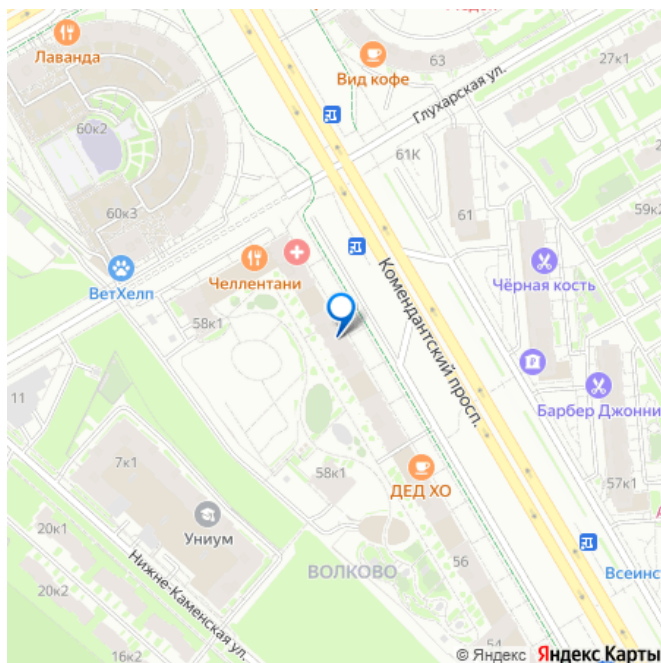 Лаванда
Вид кофе
63
27к1
Глухарская ул.
60к2
61К
60к3
61
59к2
ВетХелп
Челлентани
Комендантский просп.
Чёрная кость
58к1
11
Барбер Джонни
7к1
58к1
ДЕД ХО
57к1
Униум
20к1
Нижне-Каменская ул.
ВОЛКОВО
56
Всеинст
20к2
16к2
54
© Яндекс Яндекс Карты